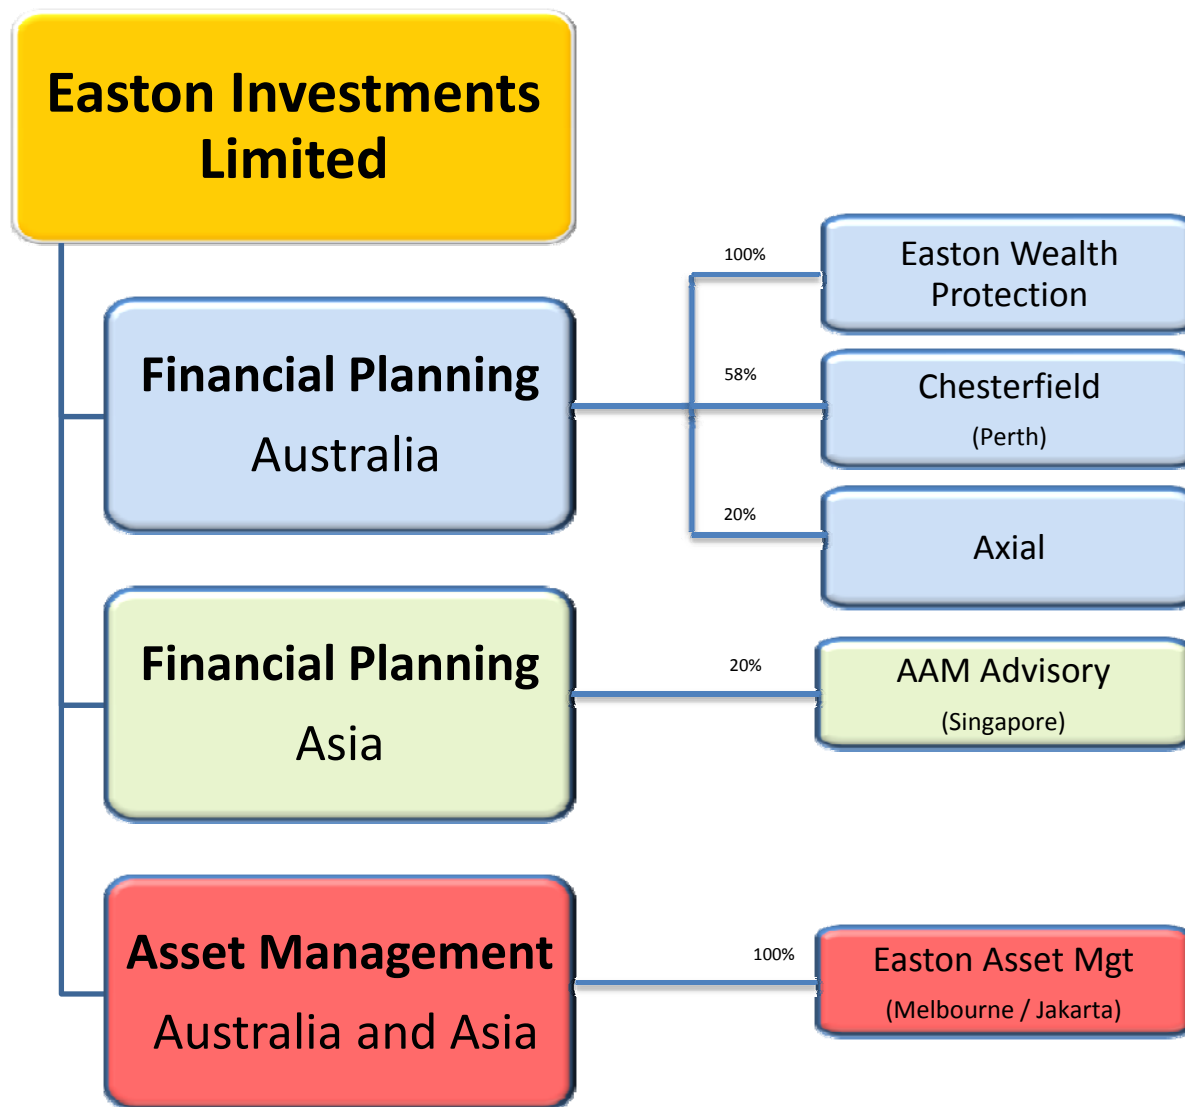 Easton Investments
Limited
Financial Planning
Australia
100%
Easton Wealth
Protection
58%
Chesterfield
(Perth)
20%
Axial
Financial Planning
Asia
20%
AAM Advisory
(Singapore)
Asset Management
Australia and Asia
100%
Easton Asset Mgt
(Melbourne / Jakarta)